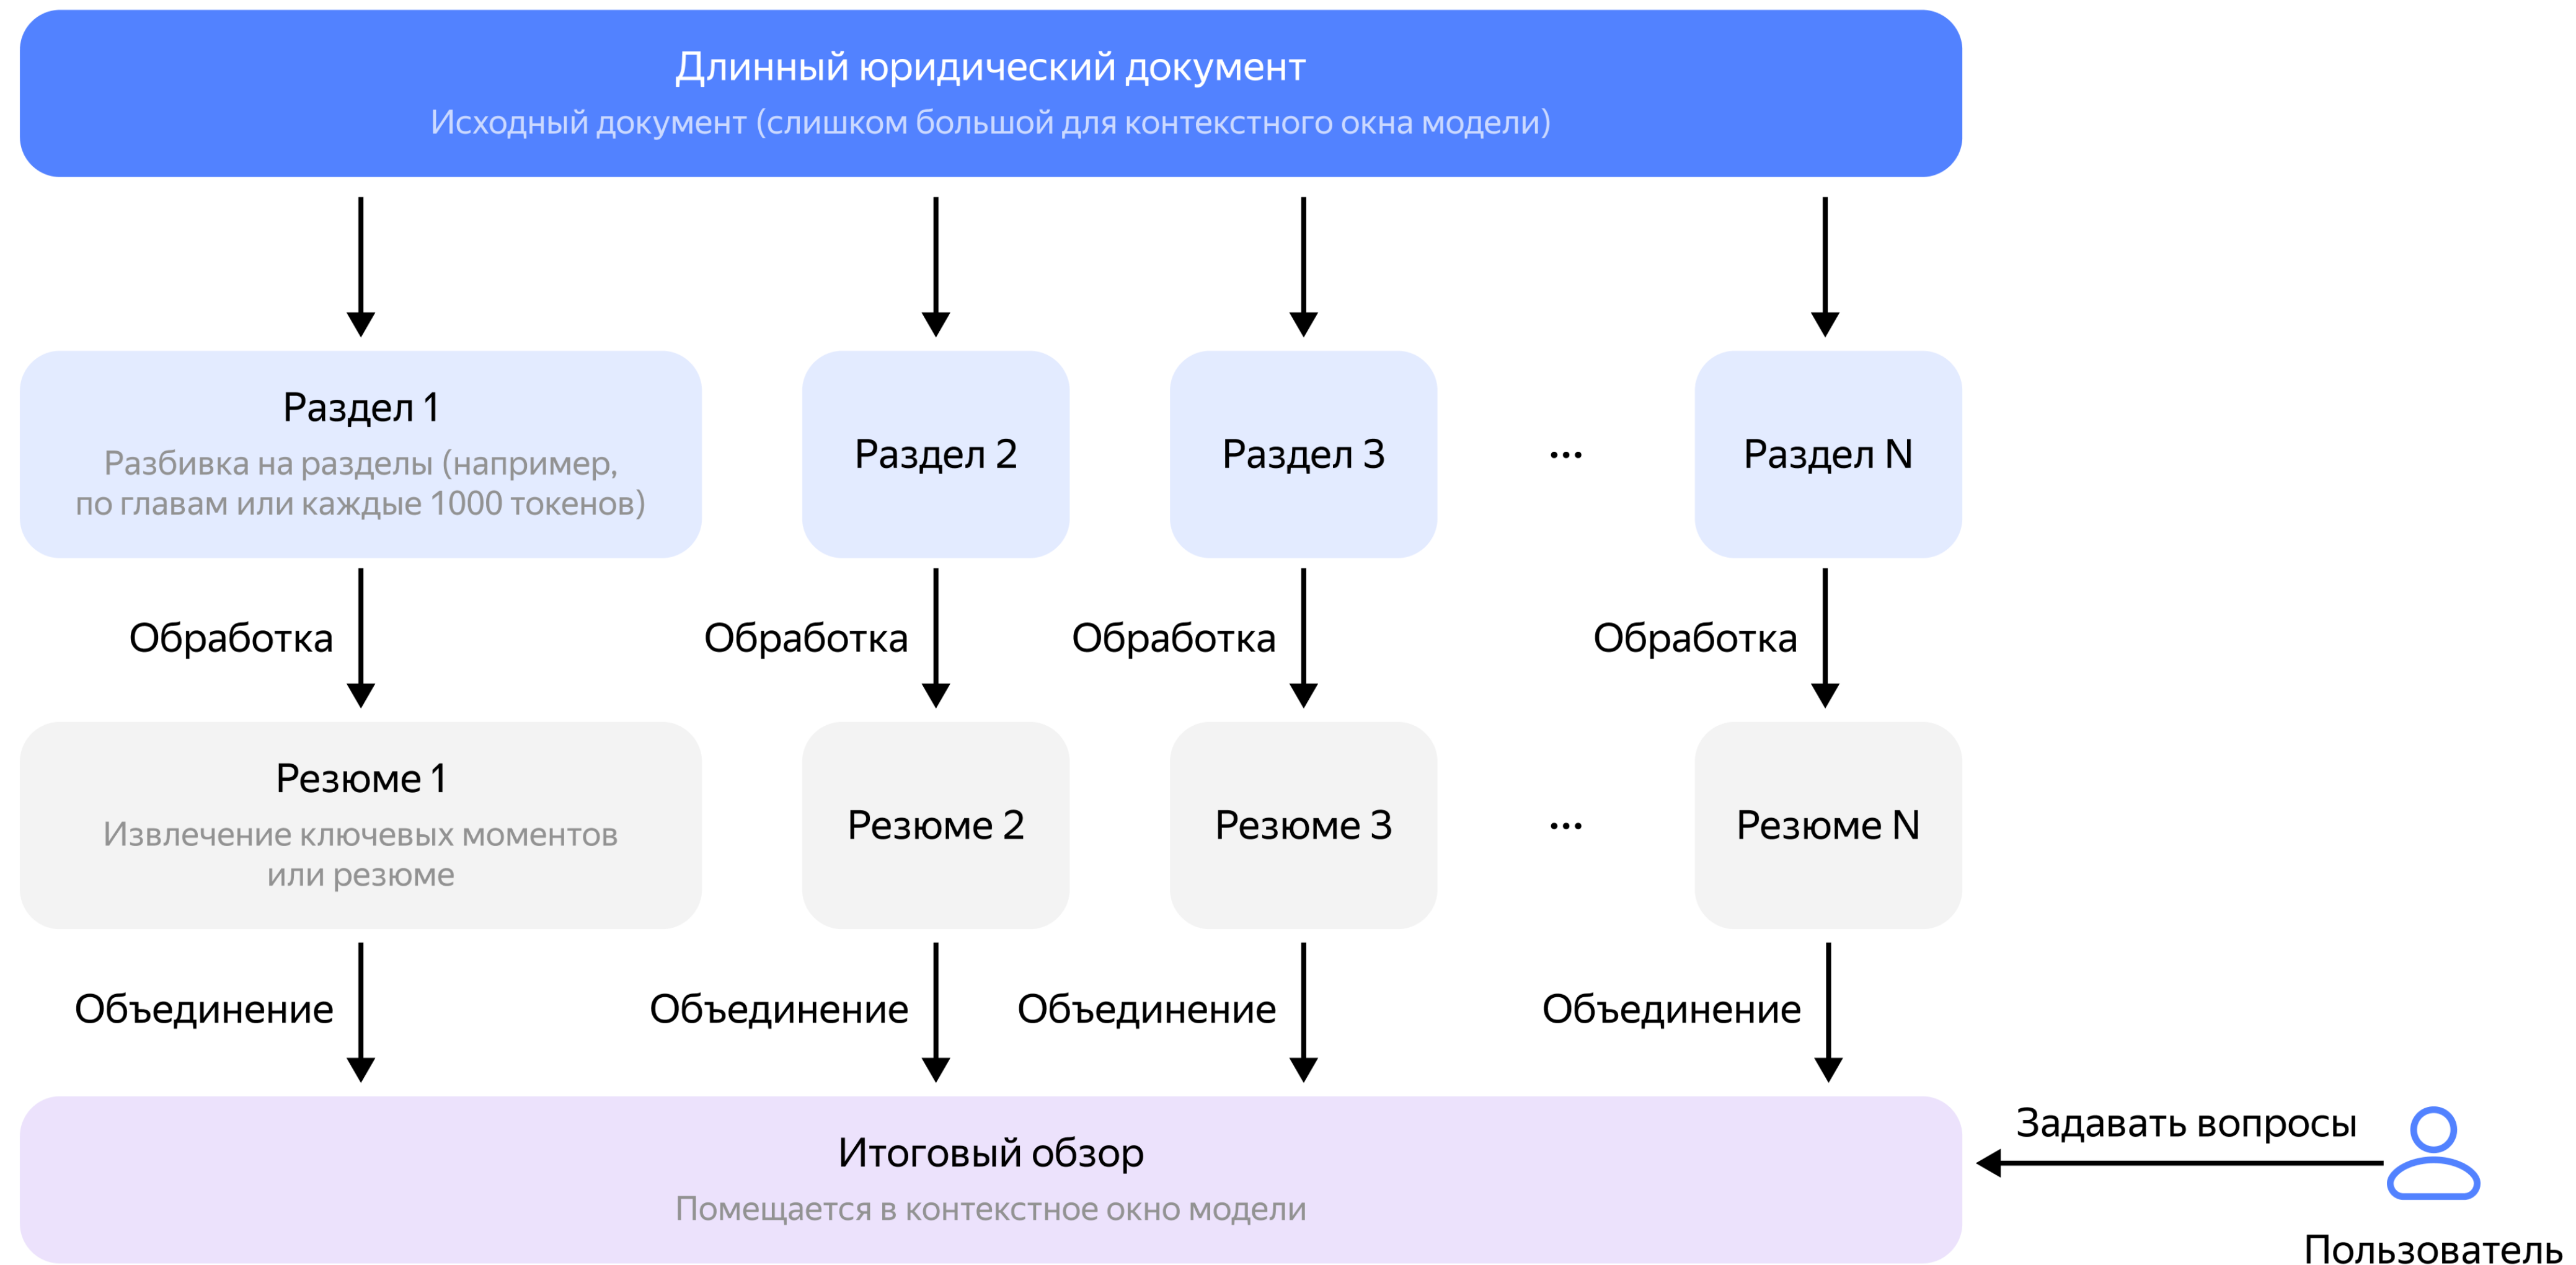 Длинный юридический документ
Исходный документ (слишком большой для контекстного окна модели)
Раздел 1
Разбивка на разделы (например,
по главам или каждые 1000 токенов)
Раздел 2
Раздел 3
...
Раздел N
Обработка
Обработка
Обработка
Обработка
Резюме 1
Извлечение ключевых моментов
или резюме
Резюме 2
Резюме 3
...
Резюме N
Объединение
Объединение
Объединение
Объединение
Итоговый обзор
Помещается в контекстное окно модели
Задавать вопросы
Пользователь